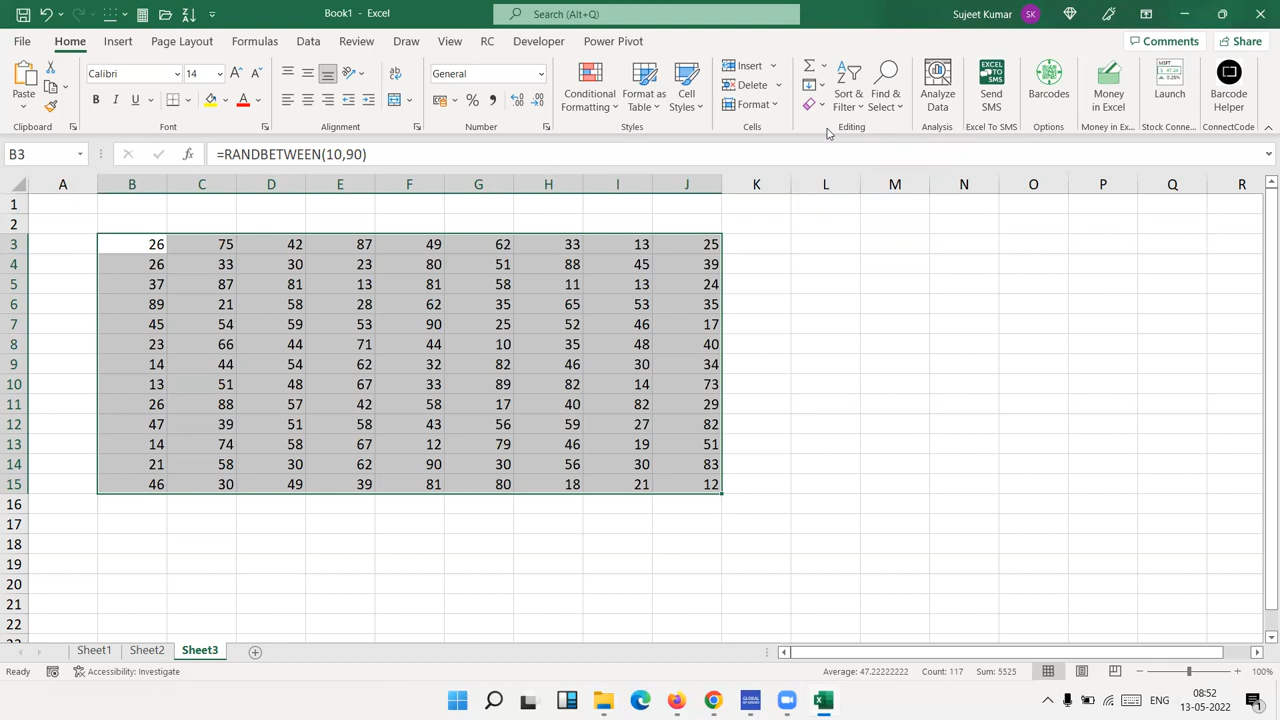 Book1 - Excel
Search (Alt+Q)
Sujeet Kumar SK
File Home Insert Page Layout Formulas Data Review View RC Developer Power Pivot Comments Share
Paste Calibri 14 General Conditional Formatting Format as Table Cell Styles Insert Delete Format Sort & Filter Find & Select Analyze Data Send SMS Barcodes Money in Excel Launch Barcode Helper
Clipboard Font Alignment Number Styles Cells Editing Analysis Excel To SMS Options Money in Ex... Stock Connec... ConnectCode
B3 =RANDBETWEEN(10,90)
A B C D E F G H I J K L M N O P Q R
1
2
3 26 75 42 87 49 62 33 13 25
4 26 33 30 23 80 51 88 45 39
5 37 87 81 13 81 58 11 13 24
6 89 21 58 28 62 35 65 53 35
7 45 54 59 53 90 25 52 46 17
8 23 66 44 71 44 10 35 48 40
9 14 44 54 62 32 82 46 30 34
10 13 51 48 67 33 89 82 14 73
11 26 88 57 42 58 17 40 82 29
12 47 39 51 58 43 56 59 27 82
13 14 74 58 67 12 79 46 19 51
14 21 58 30 62 90 30 56 30 83
15 46 30 49 39 81 80 18 21 12
16
17
18
19
20
21
22
Sheet1 Sheet2 Sheet3
Ready Accessibility: Investigate Average: 47.22222222 Count: 117 Sum: 5525 100%
ENG 08:52
13-05-2022